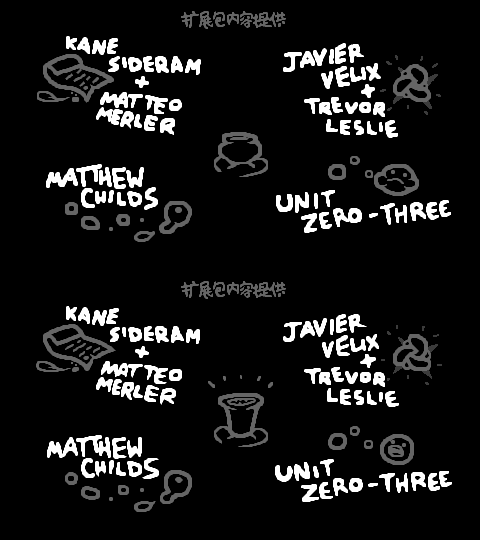 扩展包内容提供
KANE
SIDERAM
+
MATTEO
MERLER
JAVIER
VELIX
+
TREVOR
LESLIE
MATTHEW
CHILDS
UNIT
ZERO-THREE
扩展包内容提供
KANE
SIDERAM
+
MATTEO
MERLER
JAVIER
VELIX
+
TREVOR
LESLIE
MATTHEW
CHILDS
UNIT
ZERO-THREE